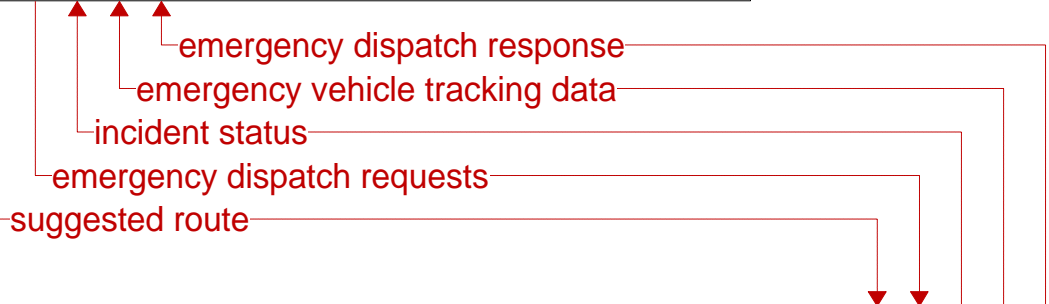 emergency dispatch response
emergency vehicle tracking data
incident status
emergency dispatch requests
suggested route